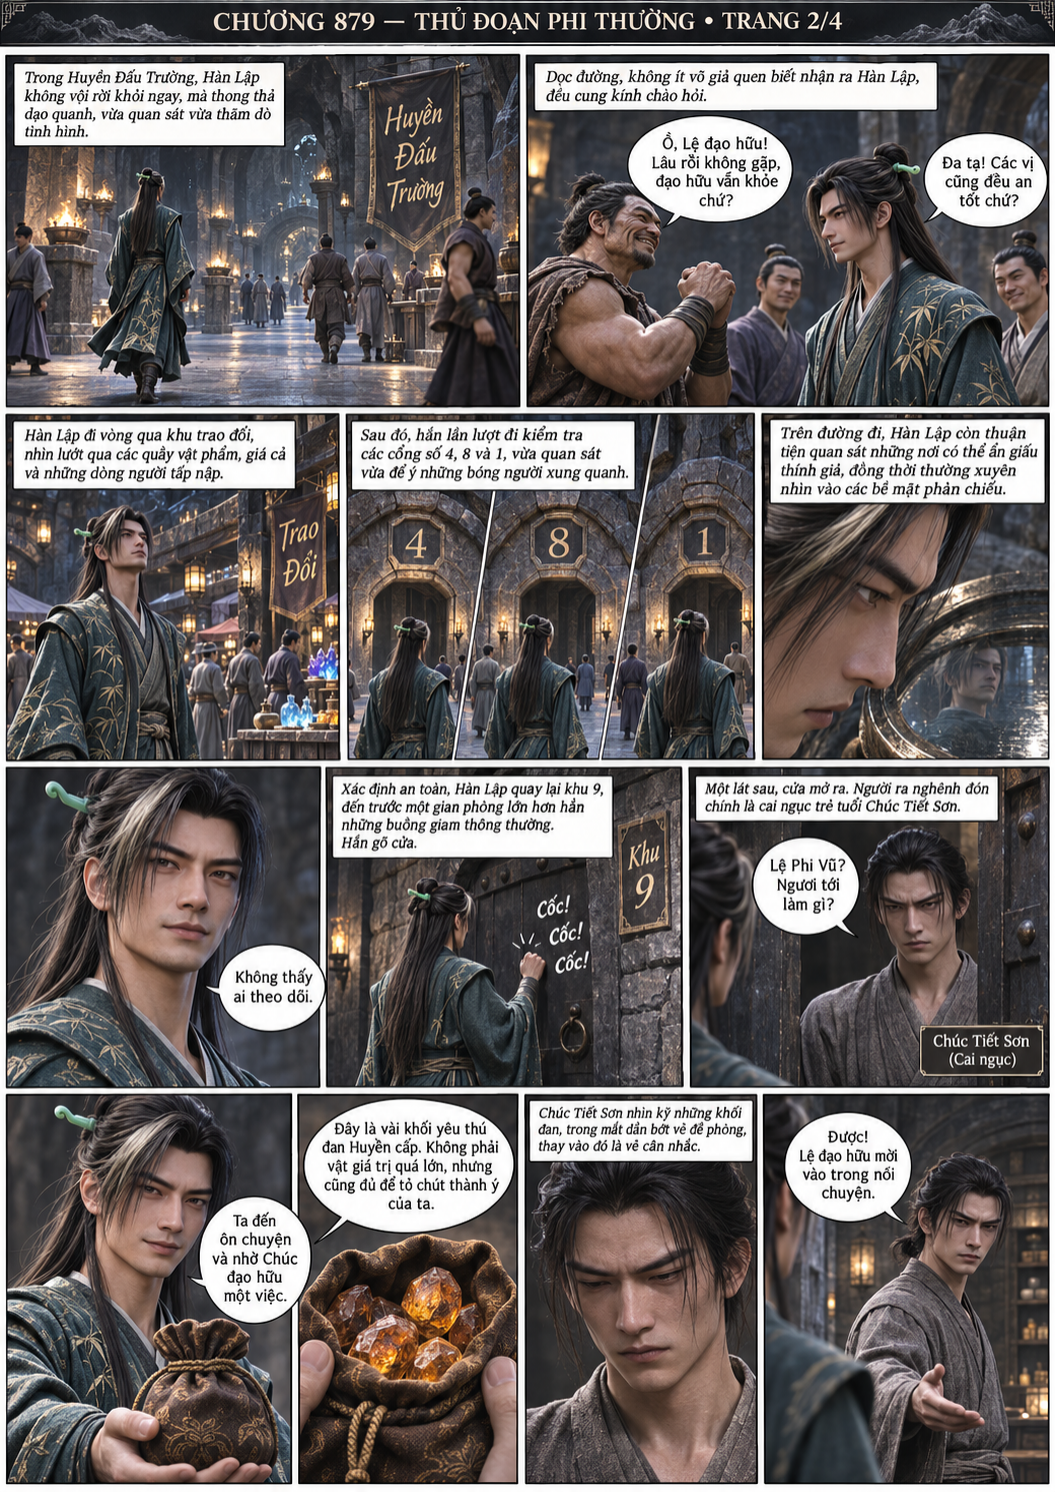 CHƯƠNG 879 — THỦ ĐOẠN PHI THƯỜNG • TRANG 2/4
Trong Huyền Đấu Trường, Hàn Lập
không vội rời khỏi ngay, mà thong thả
dạo quanh, vừa quan sát vừa thăm dò
tình hình.
Huyền
Đấu
Trường
Dọc đường, không ít võ giả quen biết nhận ra Hàn Lập,
đều cung kính chào hỏi.
Ồ, Lệ đạo hữu!
Lâu rồi không gặp,
đạo hữu vẫn khỏe
chứ?
Đa tạ! Các vị
cũng đều an
tốt chứ?
Hàn Lập đi vòng qua khu trao đổi,
nhìn lướt qua các quầy vật phẩm, giá cả
và những dòng người tấp nập.
Trao
Đổi
Sau đó, hắn lần lượt đi kiểm tra
các cổng số 4, 8 và 1, vừa quan sát
vừa để ý những bóng người xung quanh.
4
8
1
Trên đường đi, Hàn Lập còn thuận
tiện quan sát những nơi có thể ẩn giấu
thính giả, đồng thời thường xuyên
nhìn vào các bề mặt phản chiếu.
Không thấy
ai theo dõi.
Xác định an toàn, Hàn Lập quay lại khu 9,
đến trước một gian phòng lớn hơn hẳn
những buồng giam thông thường.
Hắn gõ cửa.
Khu
9
Cốc!
Cốc!
Cốc!
Một lát sau, cửa mở ra. Người ra nghênh đón
chính là cai ngục trẻ tuổi Chúc Tiết Sơn.
Lệ Phi Vũ?
Ngươi tới
làm gì?
Chúc Tiết Sơn
(Cai ngục)
Ta đến
ôn chuyện
và nhờ Chúc
đạo hữu
một việc.
Đây là vài khối yêu thú
đan Huyền cấp. Không phải
vật giá trị quá lớn, nhưng
cũng đủ để tỏ chút thành ý
của ta.
Chúc Tiết Sơn nhìn kỹ những khối
đan, trong mắt dần bớt vẻ đề phòng,
thay vào đó là vẻ cân nhắc.
Được!
Lệ đạo hữu mời
vào trong nói
chuyện.